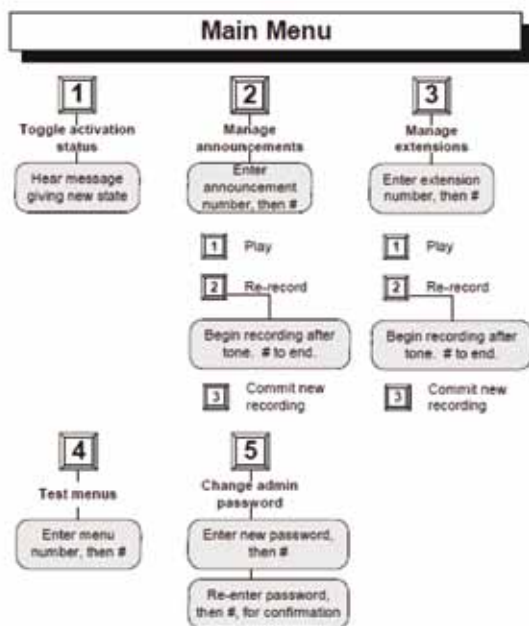 Main Menu
1
Toggle activation
status
Hear message
giving new state
2
Manage
announcements
Enter
announcement
number, then #
1 Play
2 Re-record
Begin recording after
tone. # to end.
3 Commit new
recording
3
Manage
extensions
Enter extension
number, then #
1 Play
2 Re-record
Begin recording after
tone. # to end.
3 Commit new
recording
4
Test menus
Enter menu
number, then #
5
Change admin
password
Enter new password,
then #
Re-enter password,
then #, for confirmation